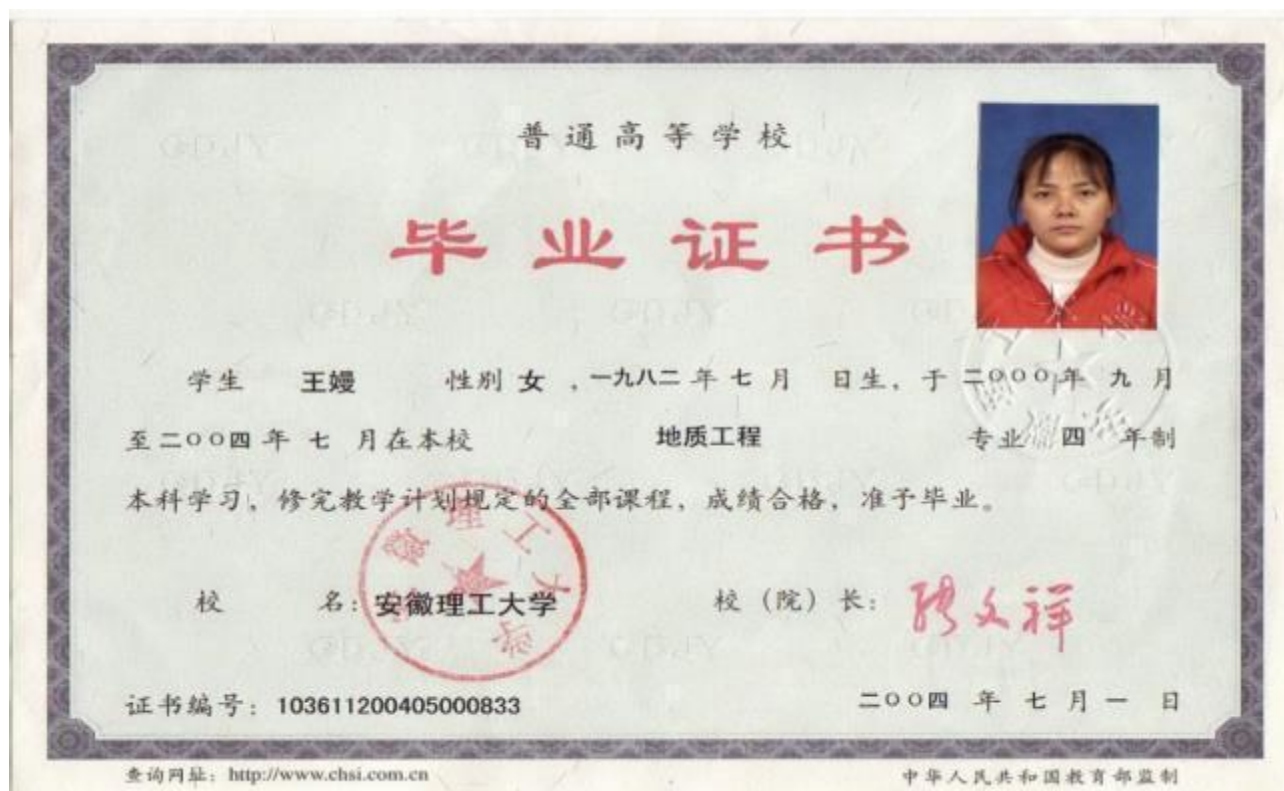 普通高等学校
毕业证书
学生 王嫚 性别 女 ,一九八二 年 七 月 日生, 于 二〇〇〇年 九 月
至 二〇〇四 年 七 月在本校 地质工程 专业 四 年制
本科学习, 修完教学计划规定的全部课程, 成绩合格, 准予毕业。
安徽理工大学
校 名: 安徽理工大学 校 (院) 长:
证书编号: 103611200405000833 二〇〇四 年 七 月 一 日
查询网址: http://www.chsi.com.cn 中华人民共和国教育部监制